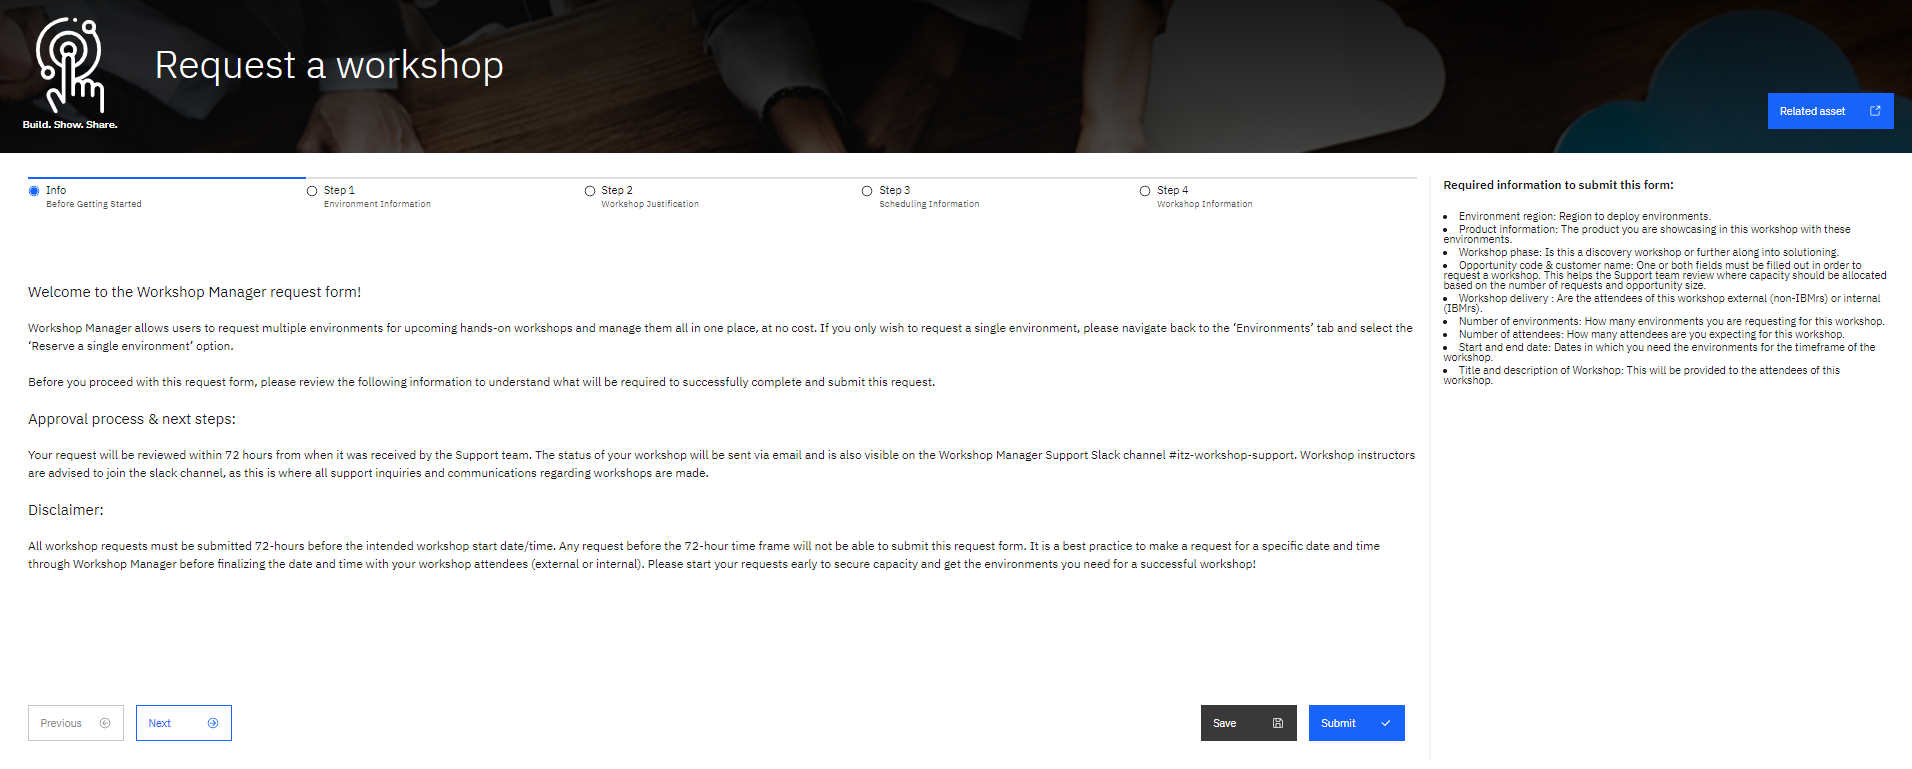 Build. Show. Share.
Request a workshop
Related asset
Info
Before Getting Started
Step 1
Environment Information
Step 2
Workshop Justification
Step 3
Scheduling Information
Step 4
Workshop Information
Welcome to the Workshop Manager request form!
Workshop Manager allows users to request multiple environments for upcoming hands-on workshops and manage them all in one place, at no cost. If you only wish to request a single environment, please navigate back to the ‘Environments’ tab and select the
‘Reserve a single environment’ option.
Before you proceed with this request form, please review the following information to understand what will be required to successfully complete and submit this request.
Approval process & next steps:
Your request will be reviewed within 72 hours from when it was received by the Support team. The status of your workshop will be sent via email and is also visible on the Workshop Manager Support Slack channel #itz-workshop-support. Workshop instructors
are advised to join the slack channel, as this is where all support inquiries and communications regarding workshops are made.
Disclaimer:
All workshop requests must be submitted 72-hours before the intended workshop start date/time. Any request before the 72-hour time frame will not be able to submit this request form. It is a best practice to make a request for a specific date and time
through Workshop Manager before finalizing the date and time with your workshop attendees (external or internal). Please start your requests early to secure capacity and get the environments you need for a successful workshop!
Previous
Next
Save
Submit
Required information to submit this form:
• Environment region: Region to deploy environments.
• Product information: The product you are showcasing in this workshop with these
environments.
• Workshop phase: Is this a discovery workshop or further along into solutioning.
• Opportunity code & customer name: One or both fields must be filled out in order to
request a workshop. This helps the Support team review where capacity should be allocated
based on the number of requests and opportunity size.
• Workshop delivery : Are the attendees of this workshop external (non-IBMrs) or internal
(IBMrs).
• Number of environments: How many environments you are requesting for this workshop.
• Number of attendees: How many attendees are you expecting for this workshop.
• Start and end date: Dates in which you need the environments for the timeframe of the
workshop.
• Title and description of Workshop: This will be provided to the attendees of this
workshop.